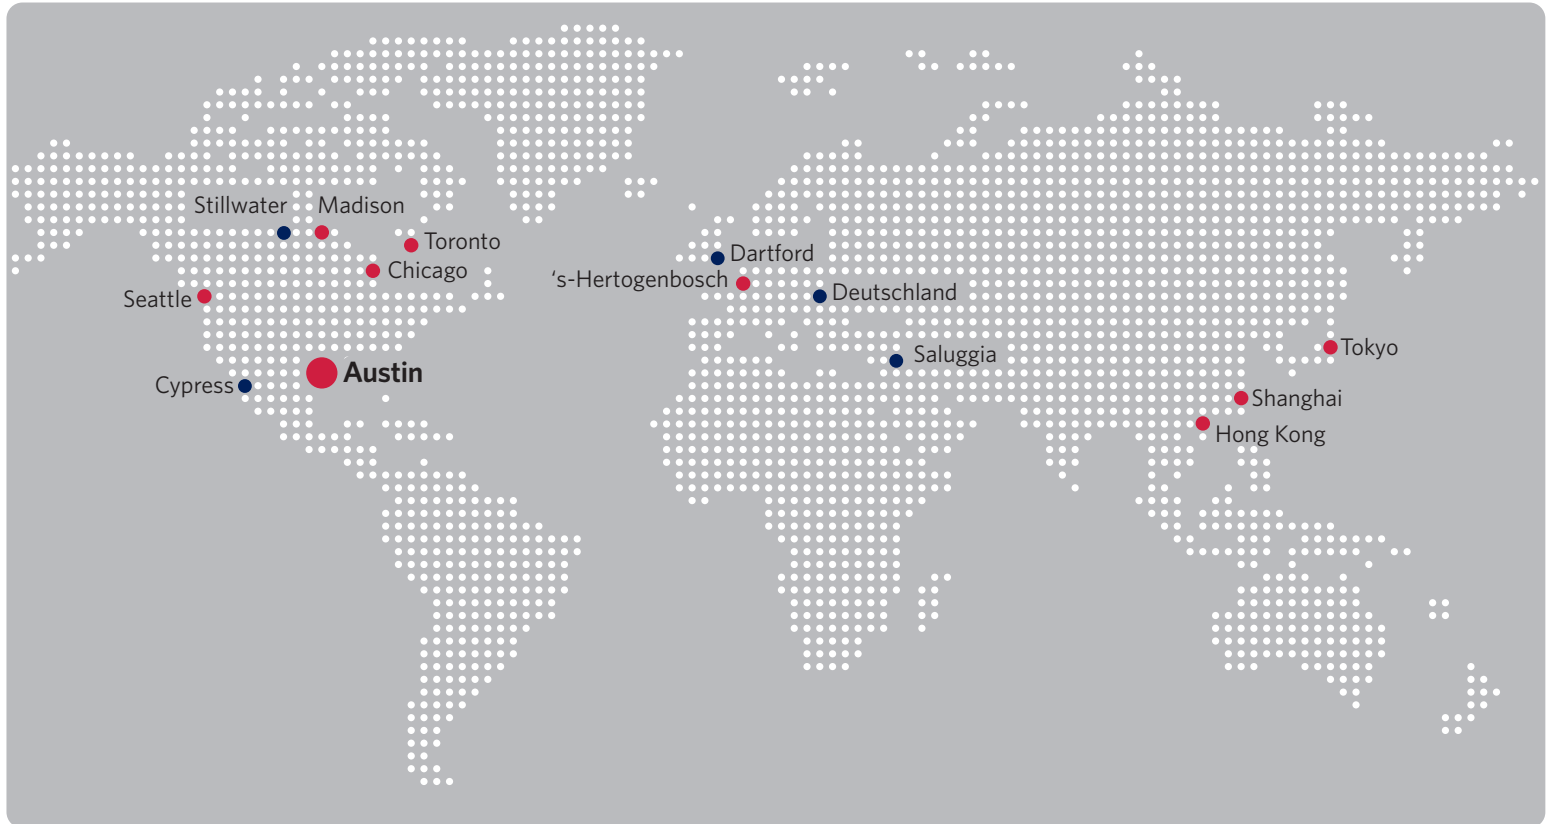 Stillwater
Madison
Toronto
Dartford
Chicago
‘s-Hertogenbosch
Deutschland
Seattle
Tokyo
Saluggia
Austin
Cypress
Shanghai
Hong Kong